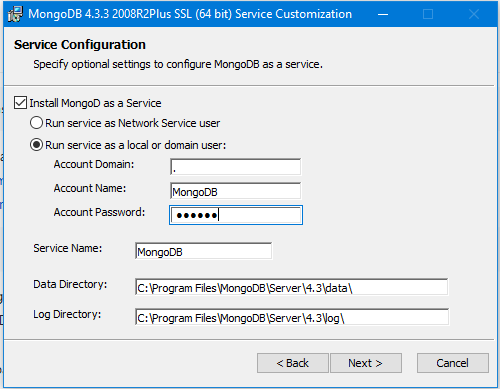 MongoDB 4.3.3 2008R2Plus SSL (64 bit) Service Customization
Service Configuration
Specify optional settings to configure MongoDB as a service.
Install MongoD as a Service
Run service as Network Service user
Run service as a local or domain user:
Account Domain: .
Account Name: MongoDB
Account Password: ●●●●●●
Service Name: MongoDB
Data Directory: C:\Program Files\MongoDB\Server\4.3\data\
Log Directory: C:\Program Files\MongoDB\Server\4.3\log\
< Back Next > Cancel